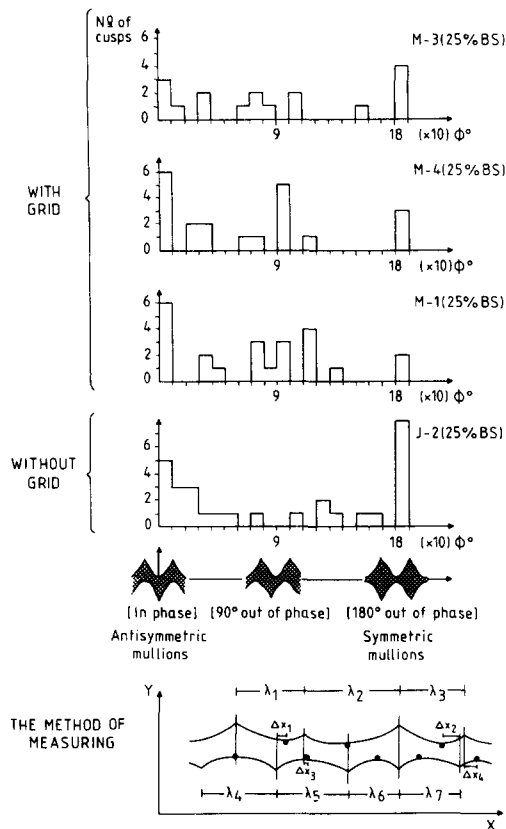 Nº of
cusps
M-3(25%BS)
6
4
2
0
9
18
(×10) Φ°
M-4(25%BS)
6
4
2
0
9
18
(×10) Φ°
WITH
GRID
M-1(25%BS)
6
4
2
0
9
18
(×10) Φ°
J-2(25%BS)
6
4
2
0
9
18
(×10) Φ°
WITHOUT
GRID
[in phase] [90° out of phase] [180° out of phase]
Antisymmetric
mullions
Symmetric
mullions
THE METHOD OF
MEASURING
Y
λ1 λ2 λ3
Δx1 Δx2
Δx3 Δx4
λ4 λ5 λ6 λ7
X